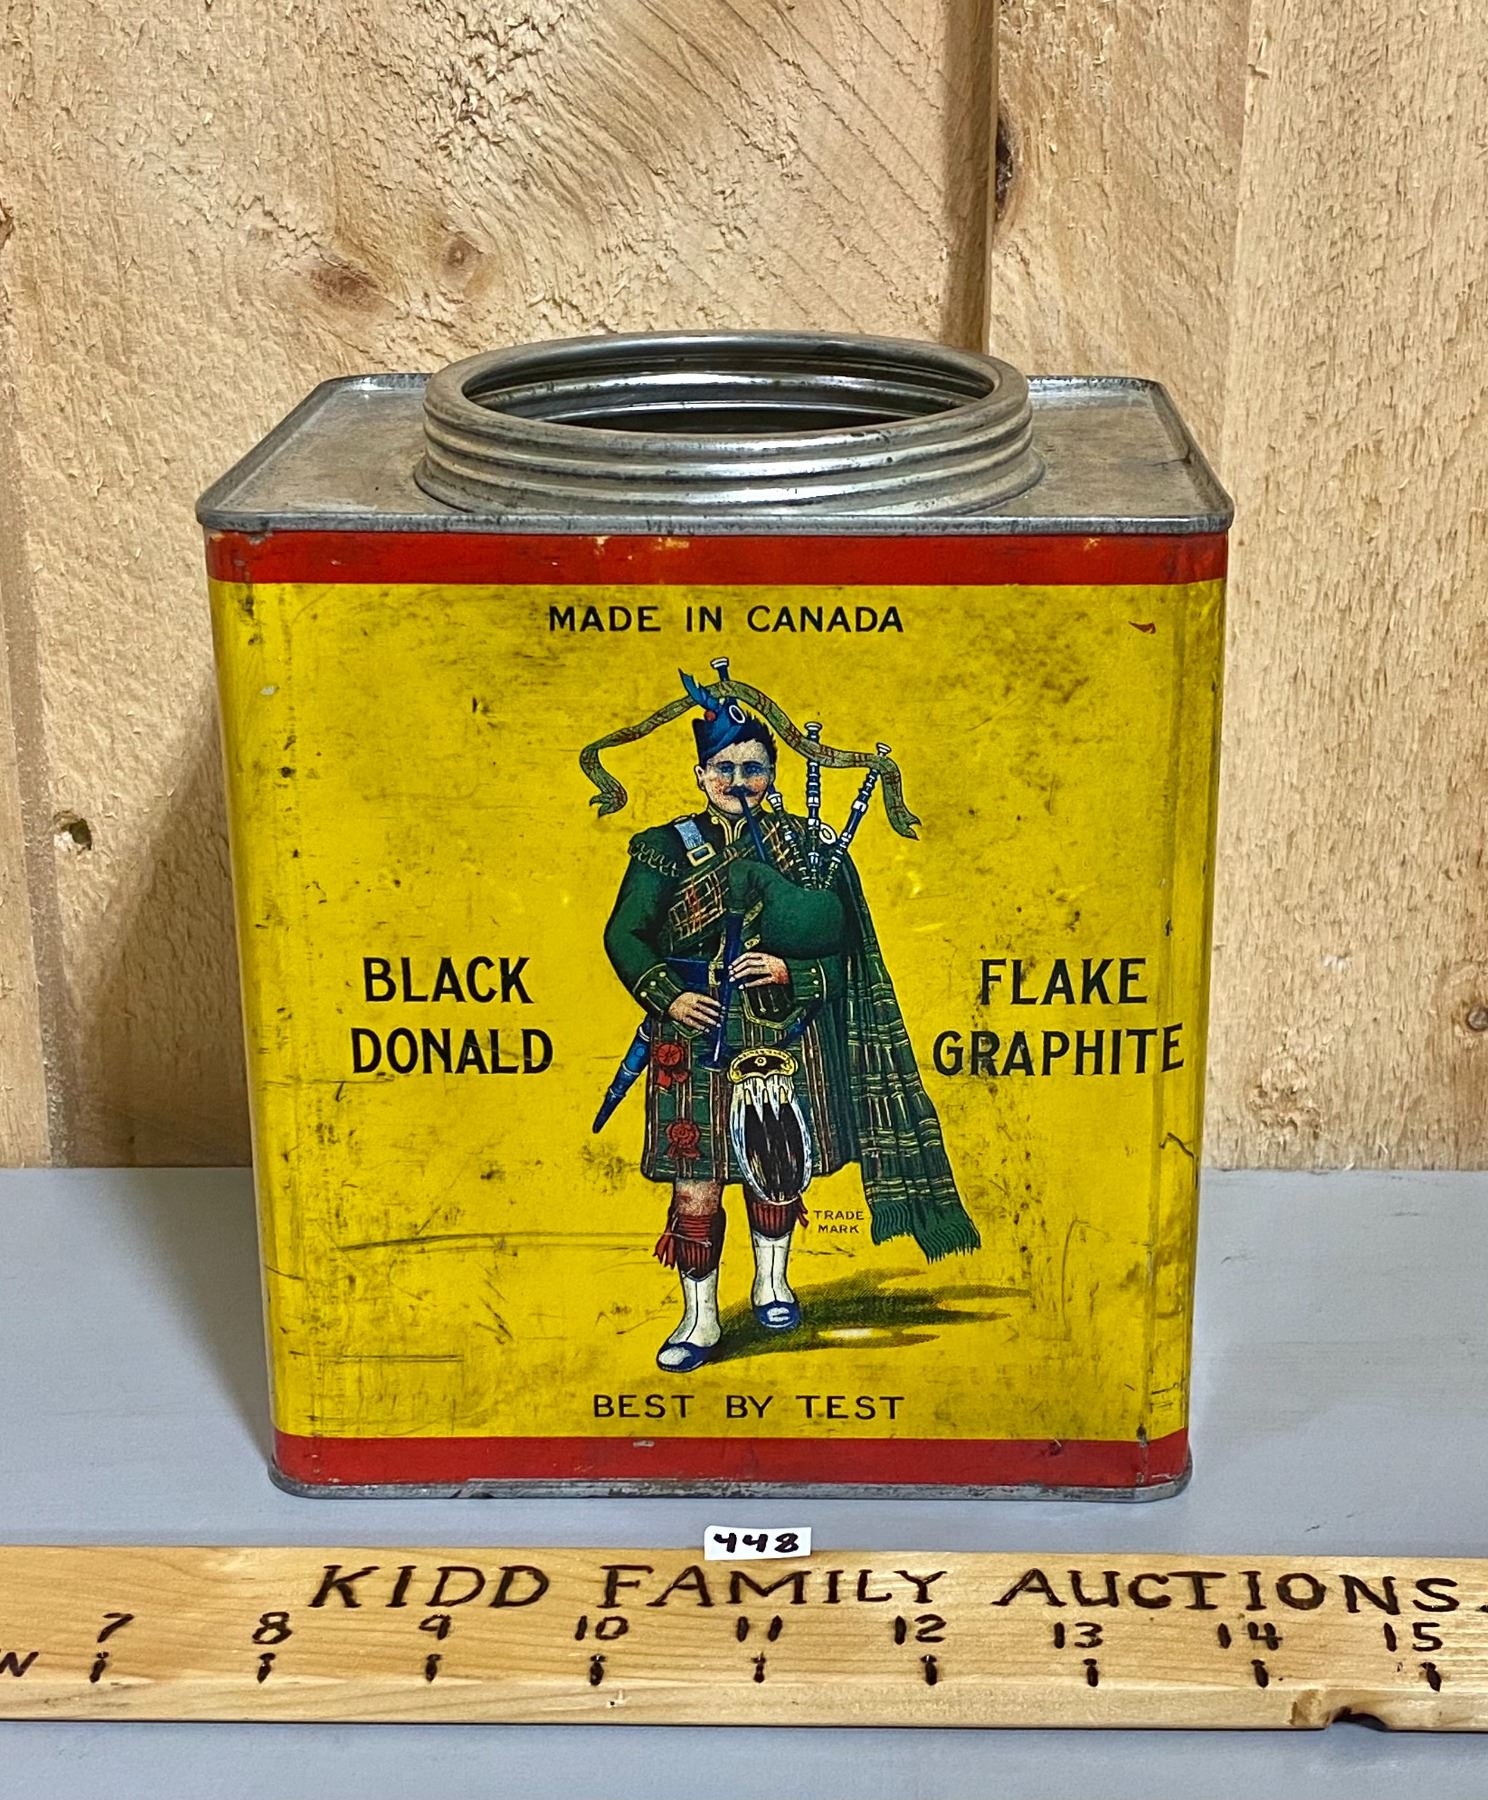 MADE IN CANADA
BLACK
DONALD
FLAKE
GRAPHITE
TRADE
MARK
BEST BY TEST
448
KIDD FAMILY AUCTIONS.
7 8 9 10 11 12 13 14 15